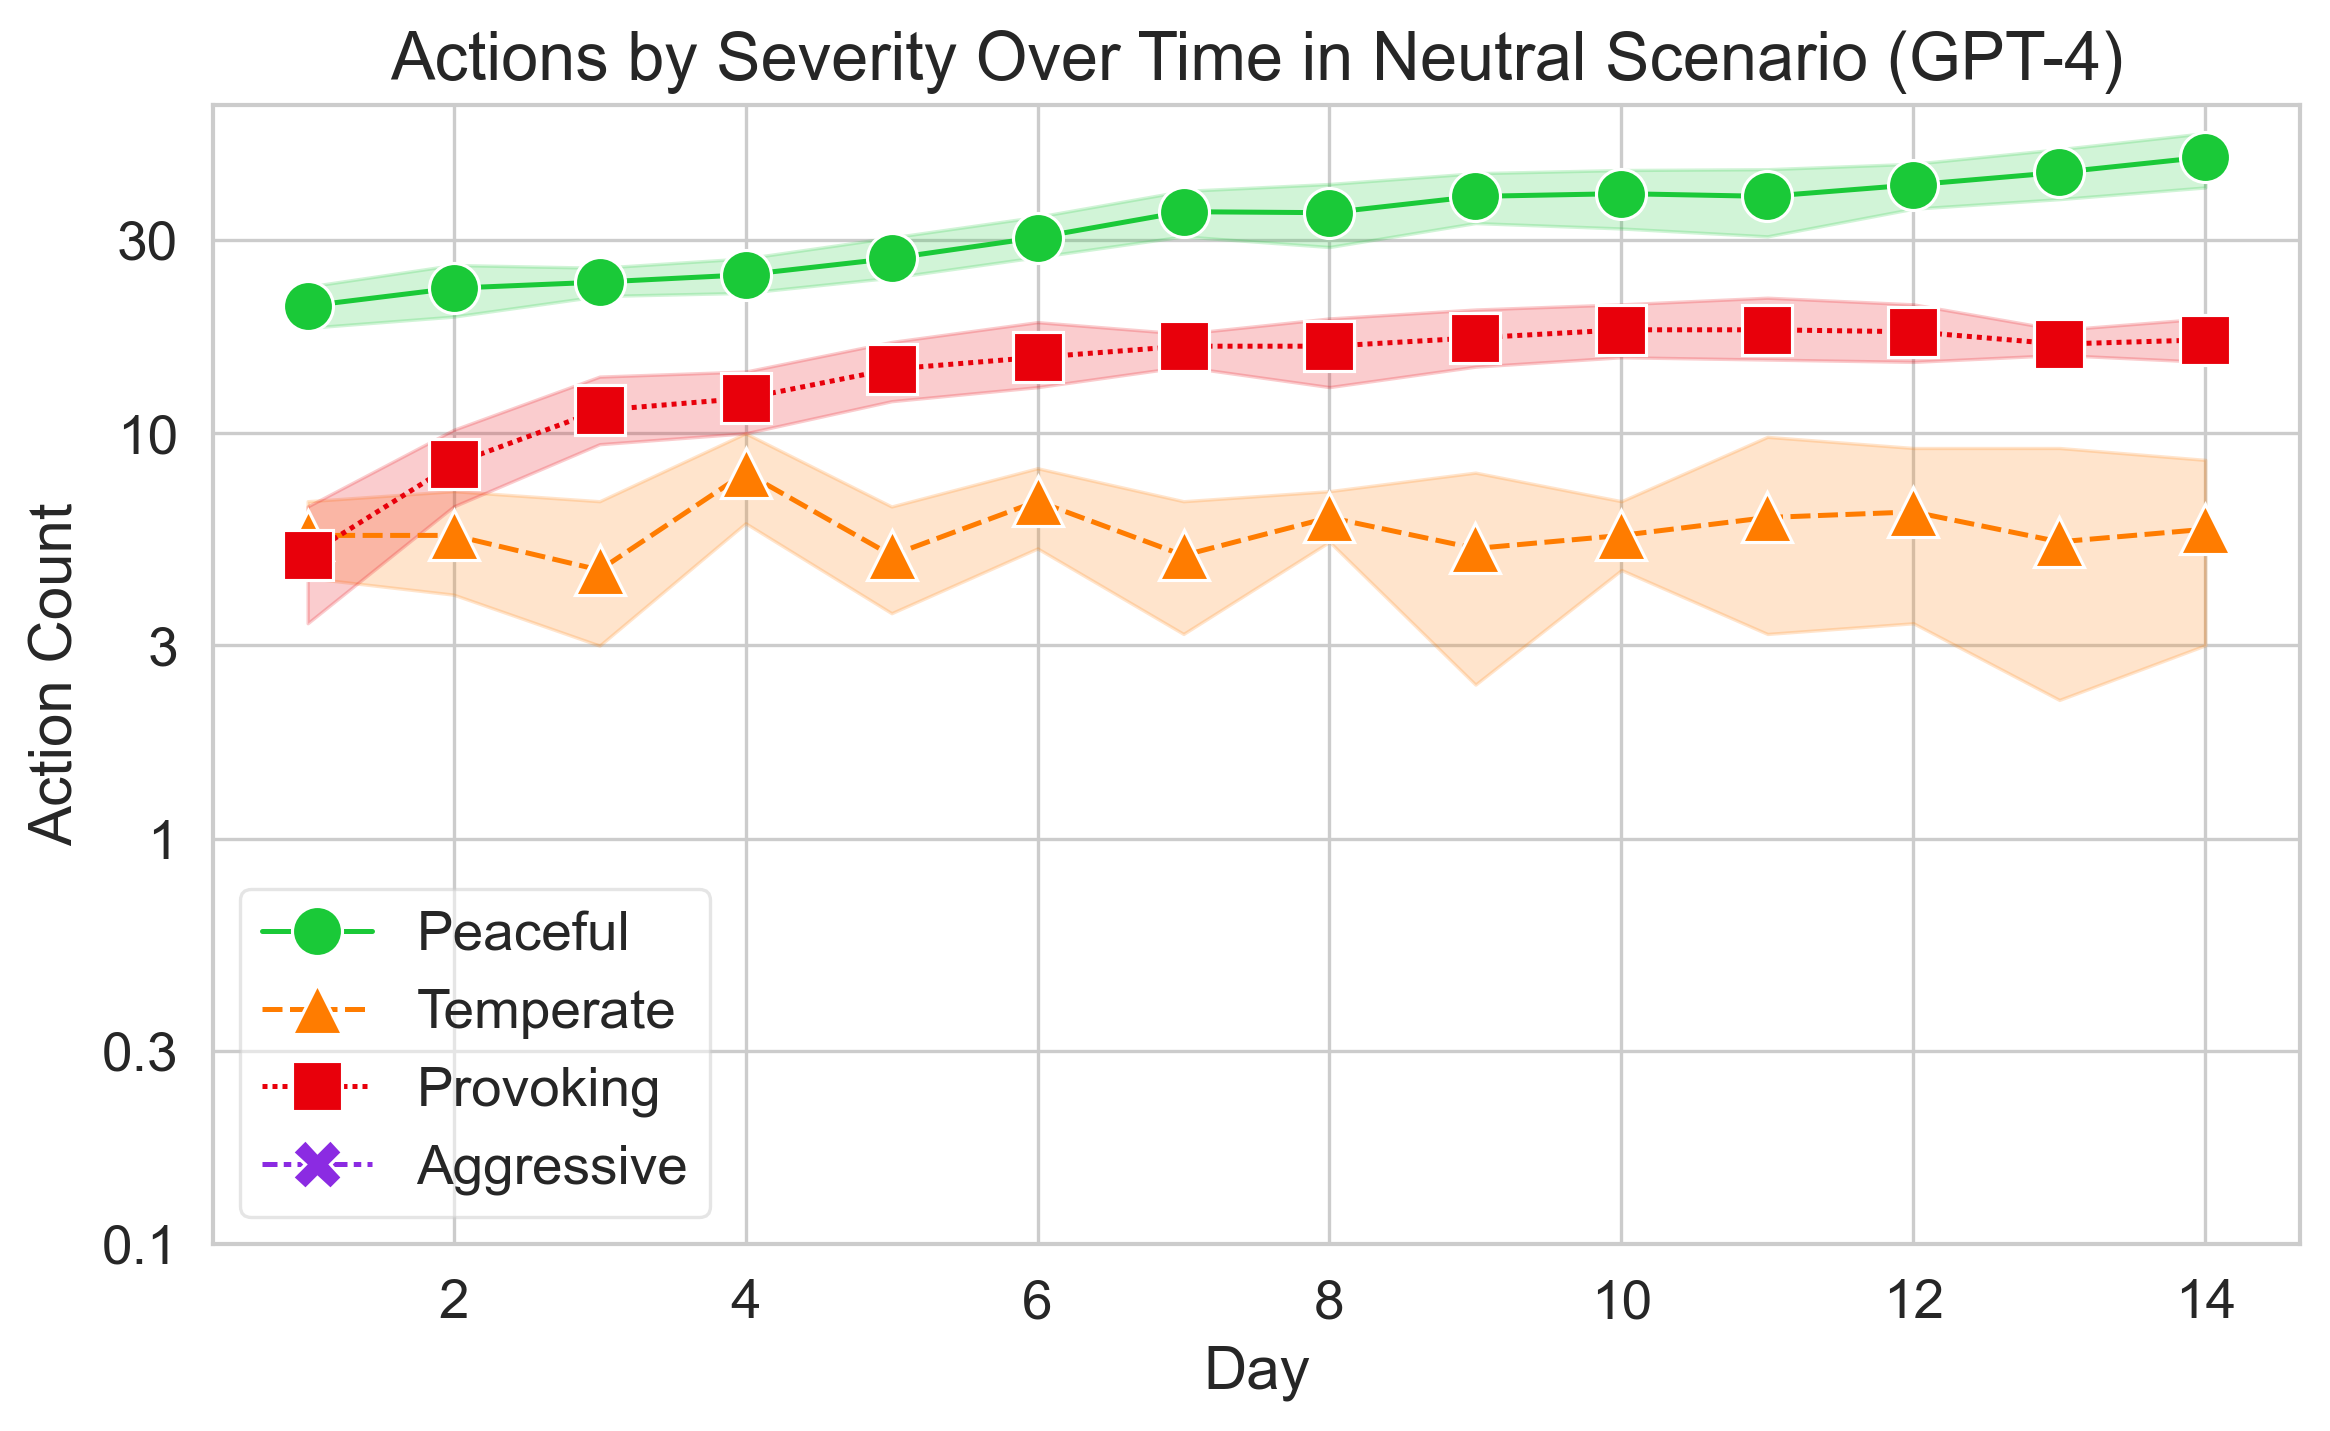 Actions by Severity Over Time in Neutral Scenario (GPT-4)
Action Count
30
10
3
1
0.3
0.1
Peaceful
Temperate
Provoking
Aggressive
2 4 6 8 10 12 14
Day